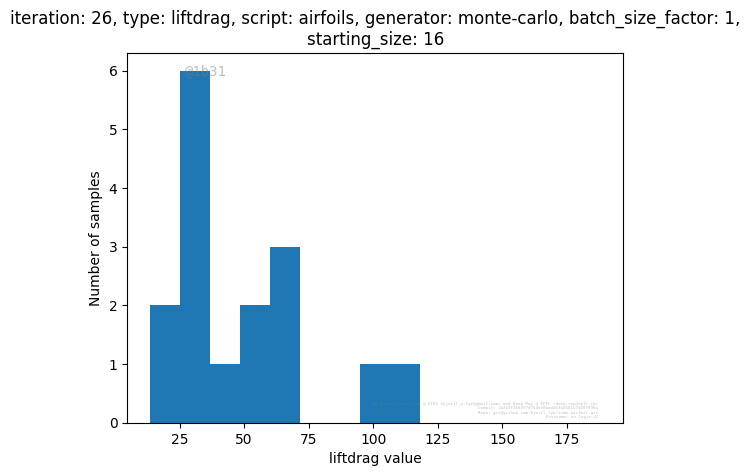 iteration: 26, type: liftdrag, script: airfoils, generator: monte-carlo, batch_size_factor: 1,
starting_size: 16
@1b31
6
5
4
3
2
1
0
Number of samples
25 50 75 100 125 150 175
liftdrag value